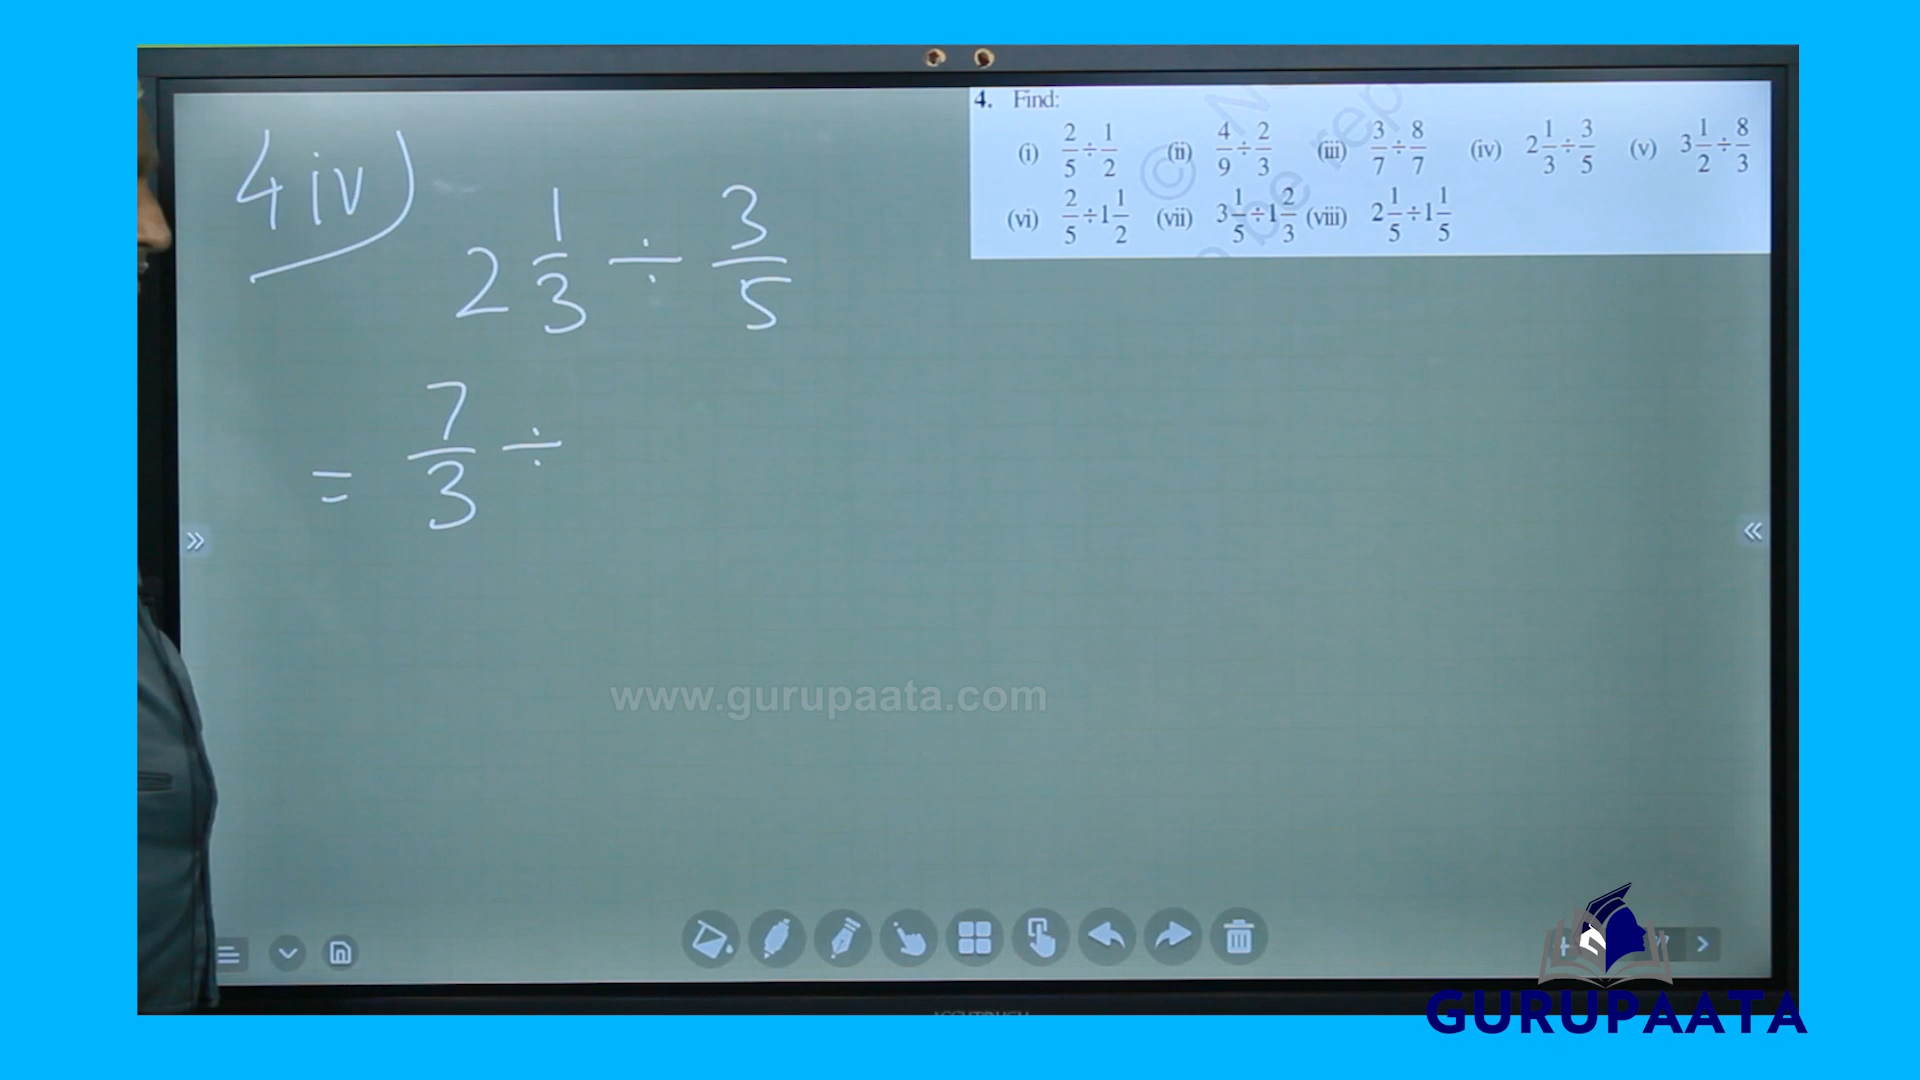 4. Find:
(i) 2/5 ÷ 1/2 (ii) 4/9 ÷ 2/3 (iii) 3/7 ÷ 8/7 (iv) 2 1/3 ÷ 3/5 (v) 3 1/2 ÷ 8/3
(vi) 2/5 ÷ 1 1/2 (vii) 3 1/5 ÷ 1 2/3 (viii) 2 1/5 ÷ 1 1/5
4 iv)
2 1/3 ÷ 3/5
= 7/3 ÷
www.gurupaata.com
GURUPAATA